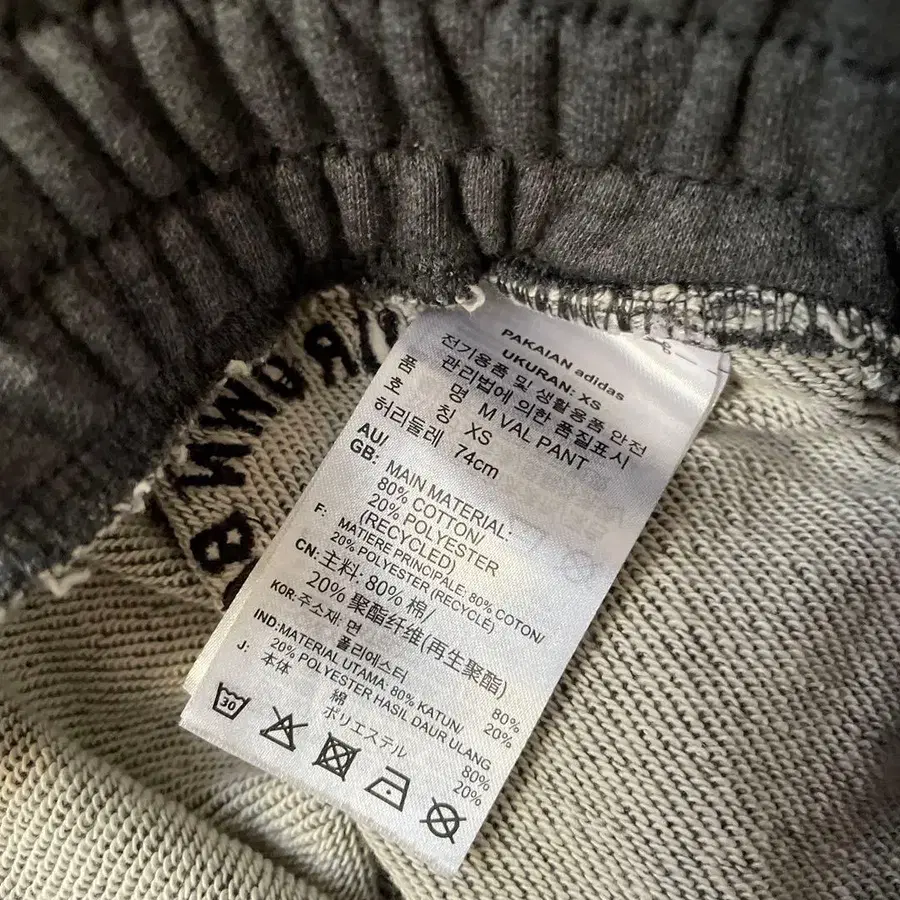 PAKAIAN adidas
UKURAN: XS
전기용품 및 생활용품 안전
관리법에 의한 품질표시
품 명 M VAL PANT
호 칭 XS
허리둘레 74cm
AU/
GB: MAIN MATERIAL:
80% COTTON/
20% POLYESTER
(RECYCLED)
F: MATIERE PRINCIPALE: 80% COTON/
20% POLYESTER (RECYCLÉ)
CN: 主料: 80% 棉/
20% 聚酯纤维(再生聚酯)
KOR: 주소재: 면 80%
폴리에스터 20%
IND: MATERIAL UTAMA: 80% KATUN/
20% POLYESTER HASIL DAUR ULANG
J: 本体 綿 80%
ポリエステル 20%
30